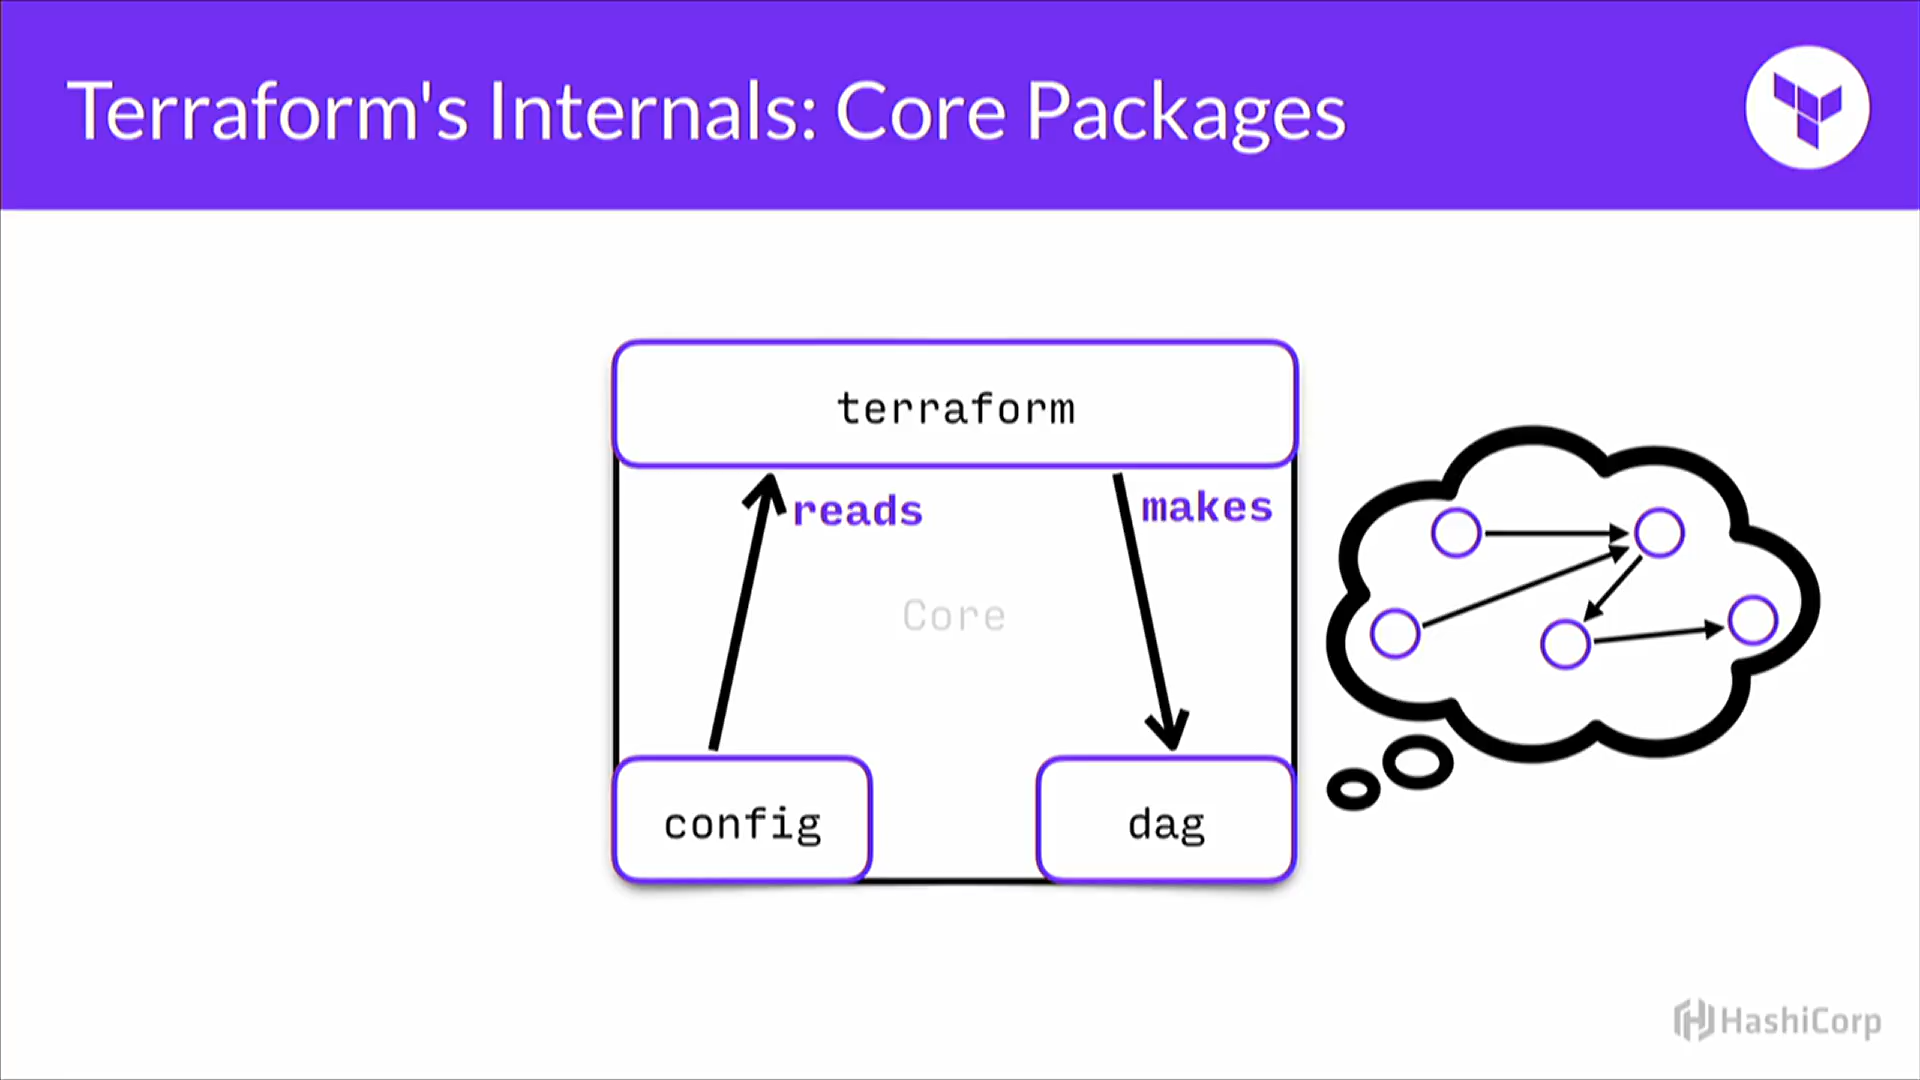 Terraform's Internals: Core Packages
terraform
reads
makes
Core
config
dag
HashiCorp